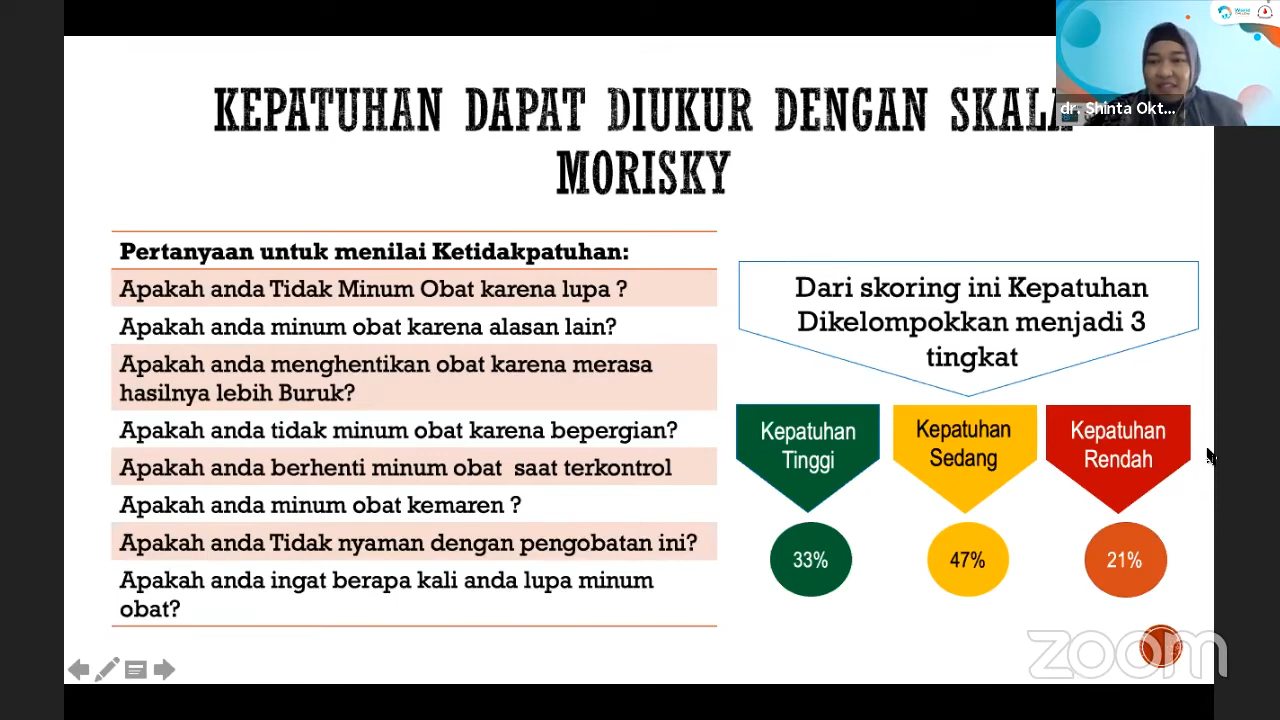 KEPATUHAN DAPAT DIUKUR DENGAN SKALA
MORISKY
dr. Shinta Okt...
Pertanyaan untuk menilai Ketidakpatuhan:
Apakah anda Tidak Minum Obat karena lupa ?
Apakah anda minum obat karena alasan lain?
Apakah anda menghentikan obat karena merasa
hasilnya lebih Buruk?
Apakah anda tidak minum obat karena bepergian?
Apakah anda berhenti minum obat saat terkontrol
Apakah anda minum obat kemaren ?
Apakah anda Tidak nyaman dengan pengobatan ini?
Apakah anda ingat berapa kali anda lupa minum
obat?
Dari skoring ini Kepatuhan
Dikelompokkan menjadi 3
tingkat
Kepatuhan
Tinggi
Kepatuhan
Sedang
Kepatuhan
Rendah
33%
47%
21%
zoom